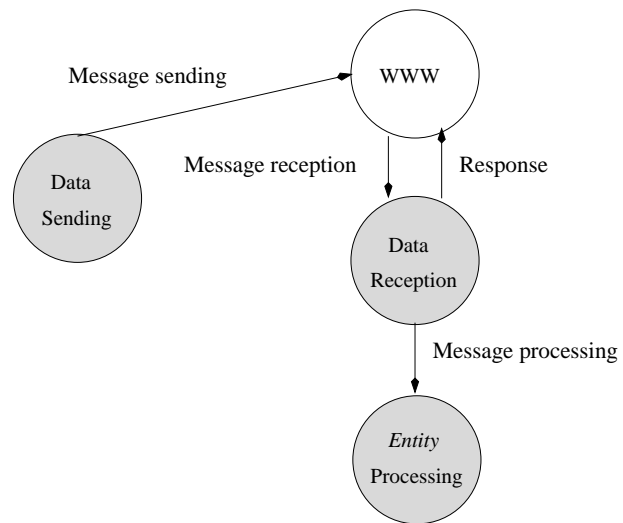 Message sending
WWW
Message reception
Response
Data
Sending
Data
Reception
Message processing
Entity
Processing